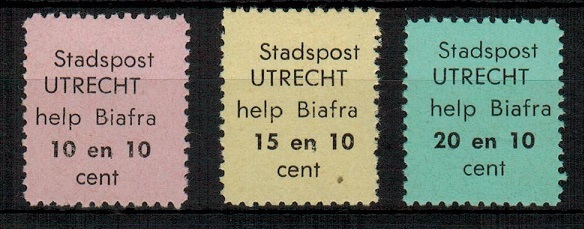 Stadspost
UTRECHT
help Biafra
10 en 10
cent
Stadspost
UTRECHT
help Biafra
15 en 10
cent
Stadspost
UTRECHT
help Biafra
20 en 10
cent